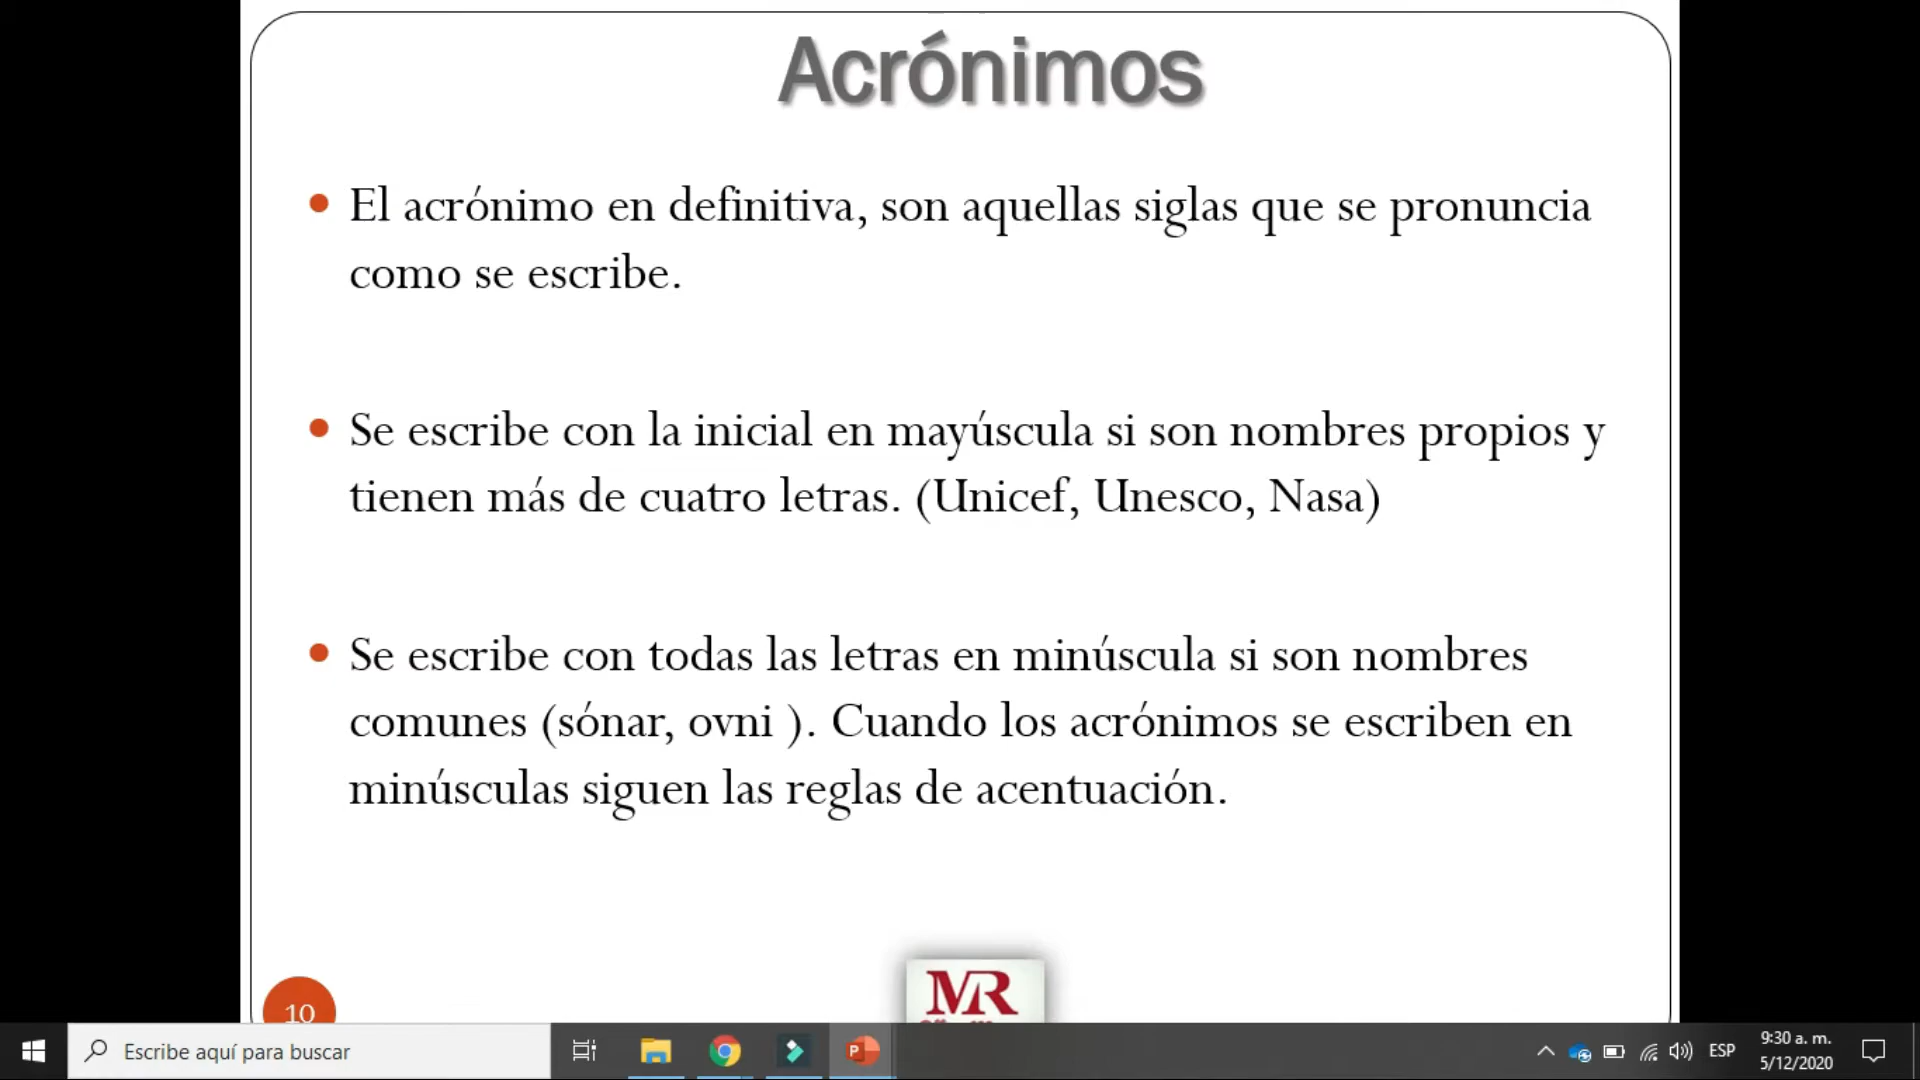 Acrónimos
El acrónimo en definitiva, son aquellas siglas que se pronuncia
como se escribe.
Se escribe con la inicial en mayúscula si son nombres propios y
tienen más de cuatro letras. (Unicef, Unesco, Nasa)
Se escribe con todas las letras en minúscula si son nombres
comunes (sónar, ovni ). Cuando los acrónimos se escriben en
minúsculas siguen las reglas de acentuación.
10
MR
Escribe aquí para buscar
ESP
9:30 a. m.
5/12/2020